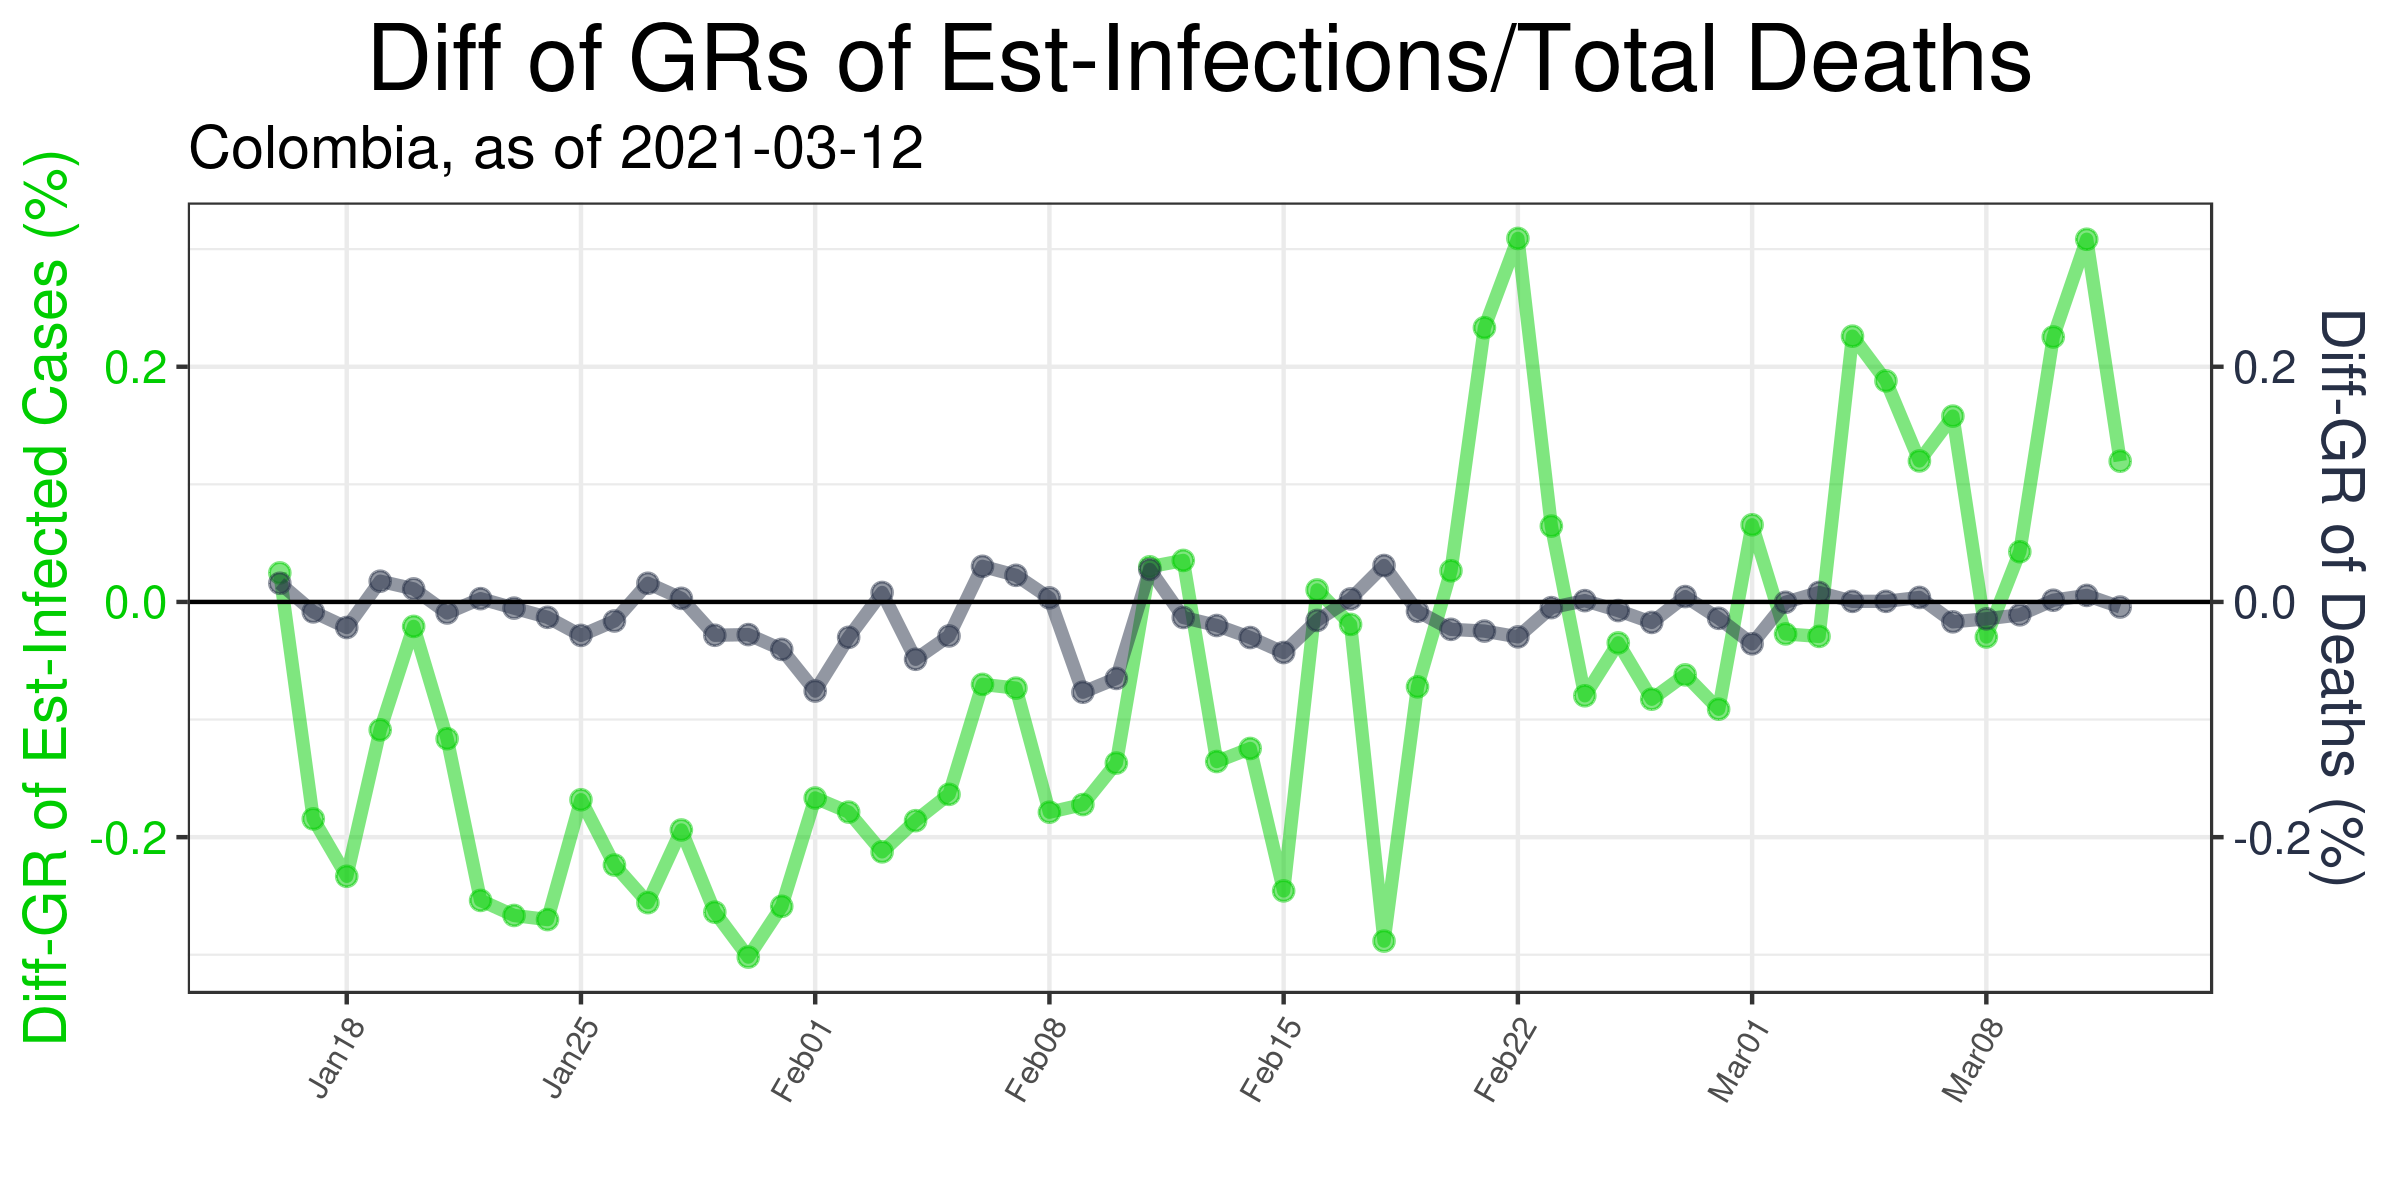 Diff of GRs of Est-Infections/Total Deaths
Colombia, as of 2021-03-12
Diff-GR of Est-Infected Cases (%)
0.2
0.0
-0.2
0.2
0.0
-0.2
Diff-GR of Deaths (%)
Jan18
Jan25
Feb01
Feb08
Feb15
Feb22
Mar01
Mar08